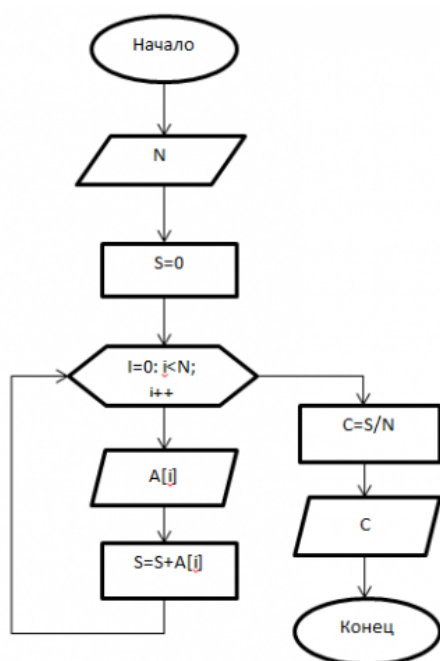 Начало
N
S=0
I=0: i<N;
i++
A[i]
S=S+A[i]
C=S/N
C
Конец